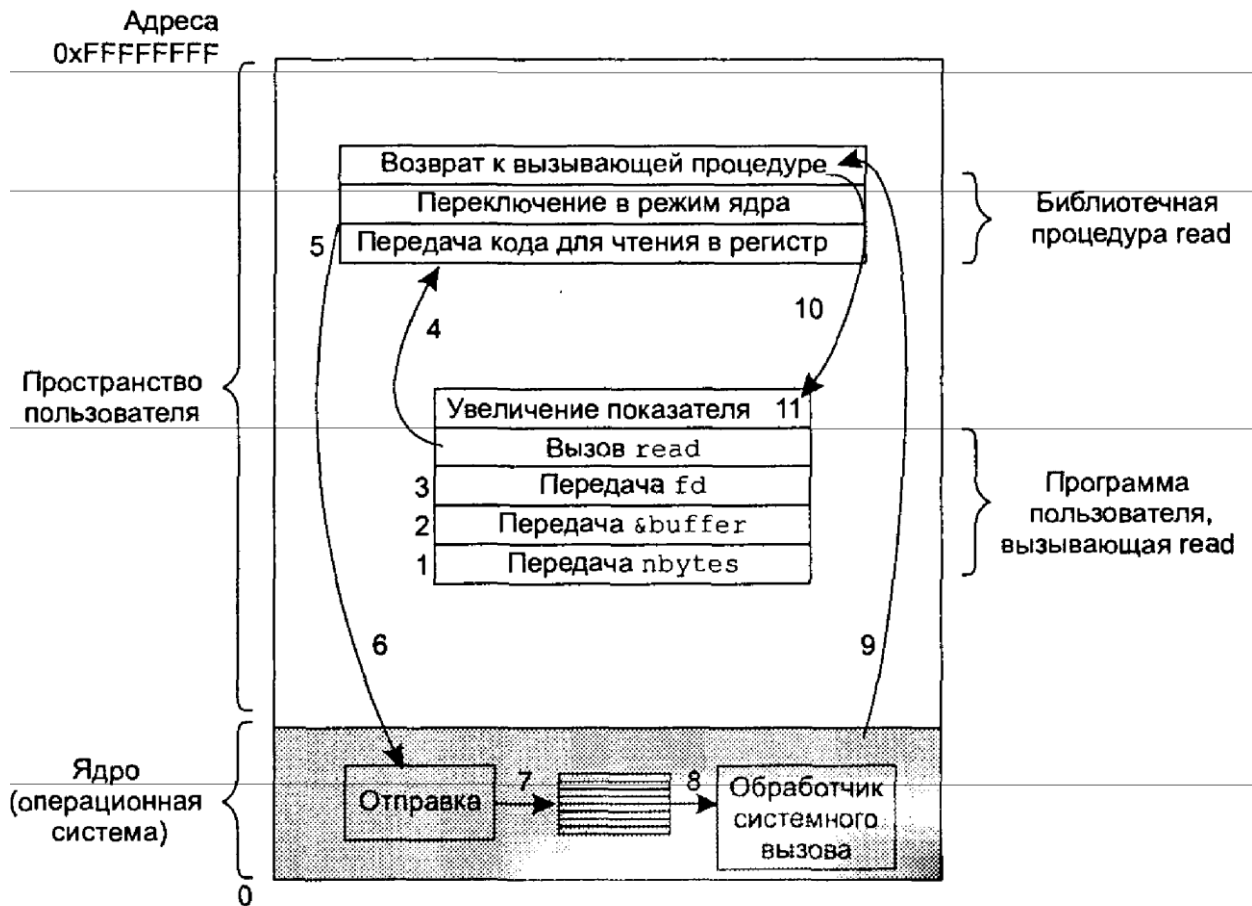 Адреса
0xFFFFFFFF
Возврат к вызывающей процедуре
Переключение в режим ядра
5 Передача кода для чтения в регистр
Библиотечная
процедура read
4
10
Пространство
пользователя
Увеличение показателя 11
Вызов read
3 Передача fd
2 Передача &buffer
1 Передача nbytes
Программа
пользователя,
вызывающая read
6
9
Ядро
(операционная
система)
Отправка
7
8
Обработчик
системного
вызова
0